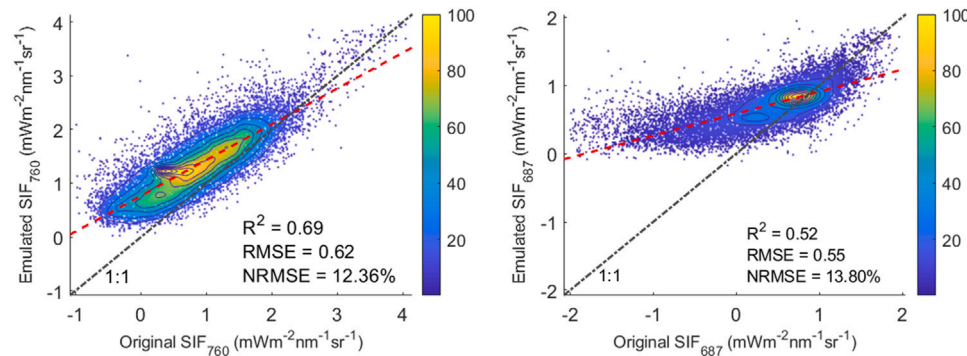 Emulated SIF760 (mWm-2nm-1sr-1)
4
3
2
1
0
-1
R2 = 0.69
RMSE = 0.62
NRMSE = 12.36%
1:1
-1 0 1 2 3 4
Original SIF760 (mWm-2nm-1sr-1)
100
80
60
40
20
Emulated SIF687 (mWm-2nm-1sr-1)
2
1
0
-1
-2
R2 = 0.52
RMSE = 0.55
NRMSE = 13.80%
1:1
-2 -1 0 1 2
Original SIF687 (mWm-2nm-1sr-1)
100
80
60
40
20